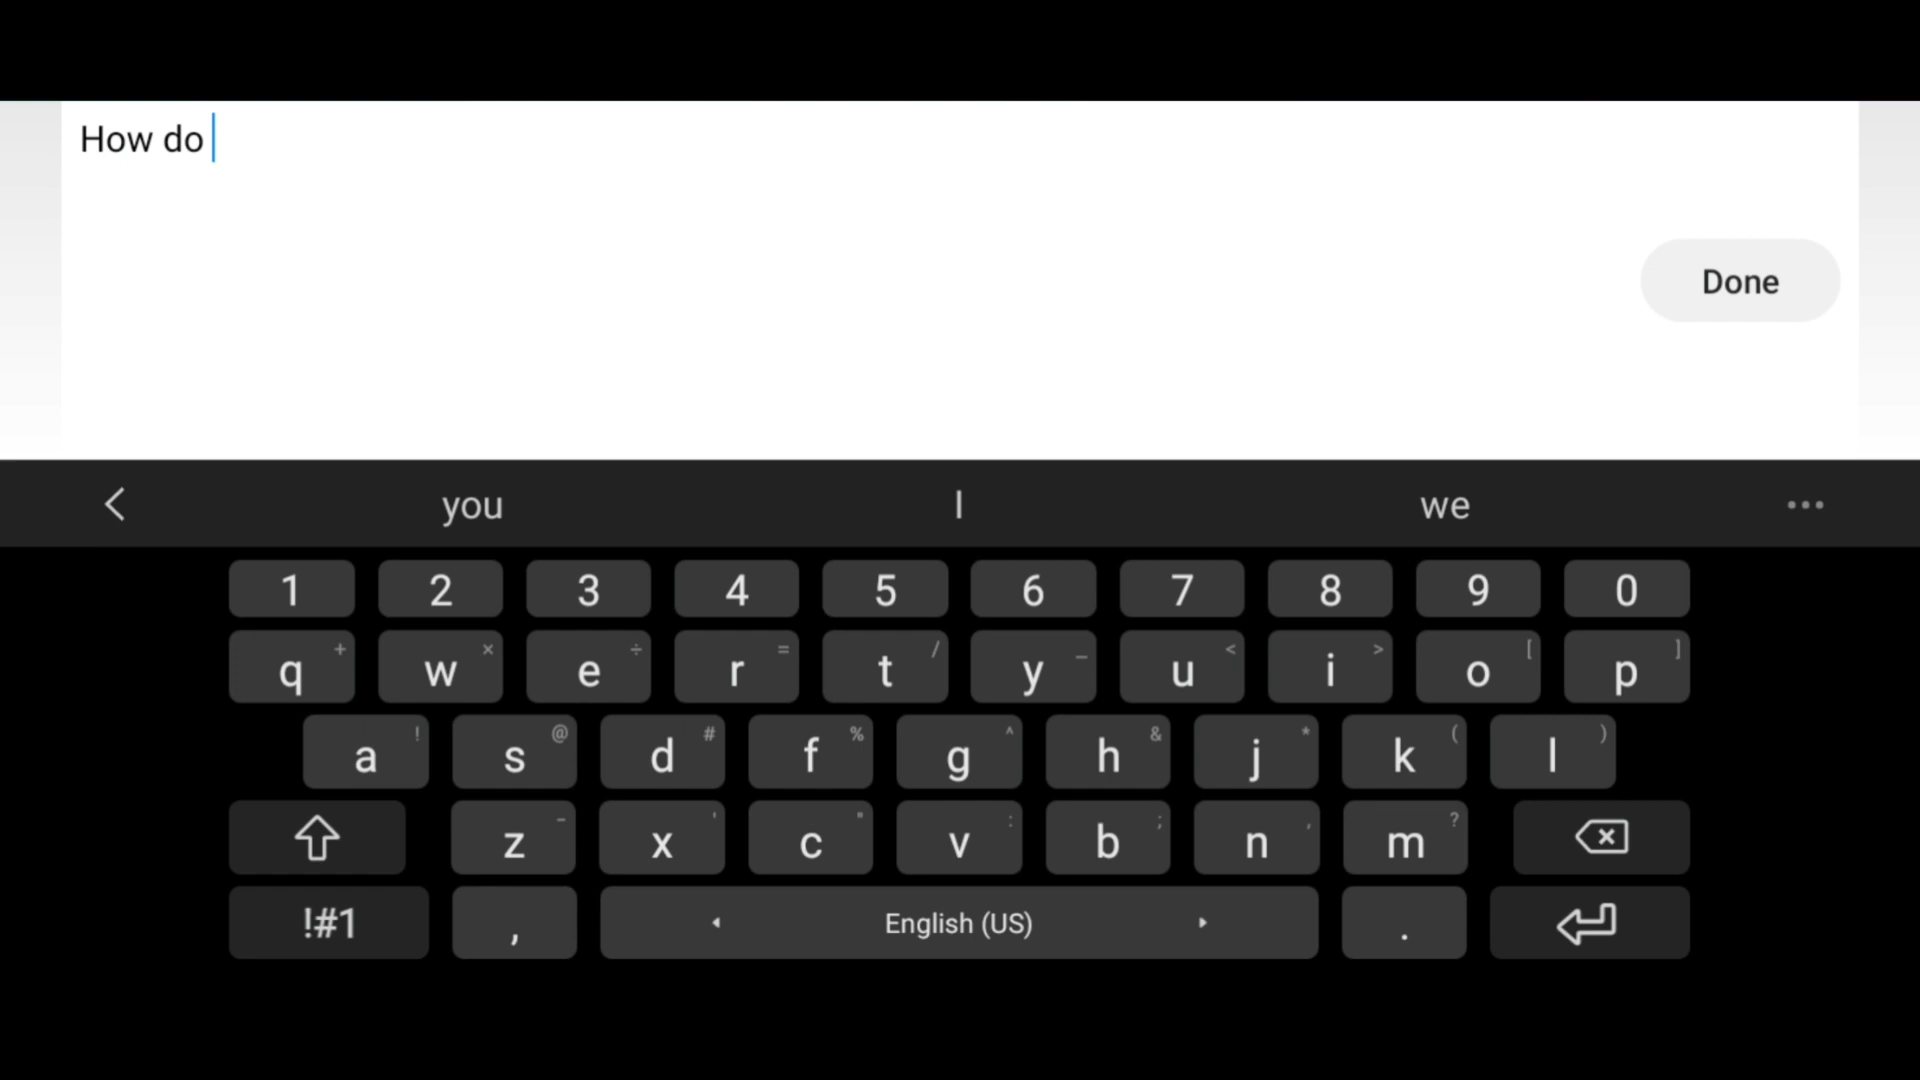 How do
Done
you I we ...
1 2 3 4 5 6 7 8 9 0
q + w × e ÷ r = t / y _ u < i > o [ p ]
a ! s @ d # f % g ^ h & j * k ( l )
z - x ' c " v : b ; n , m ?
!#1 , English (US) .